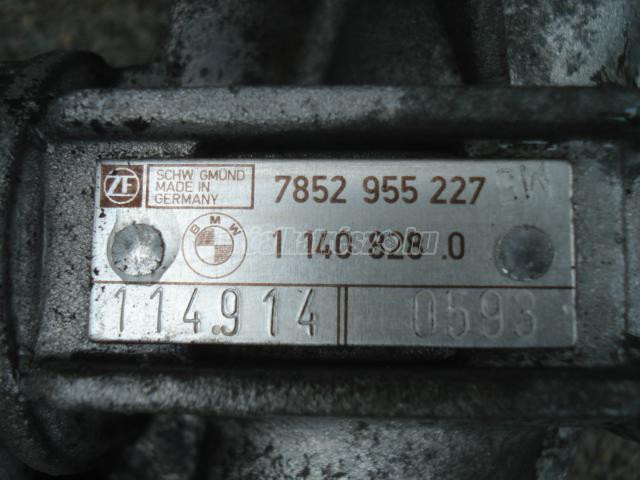 ZF SCHW. GMÜND
MADE IN
GERMANY
7852 955 227
BMW
1 140 328 .0
114.914 0593